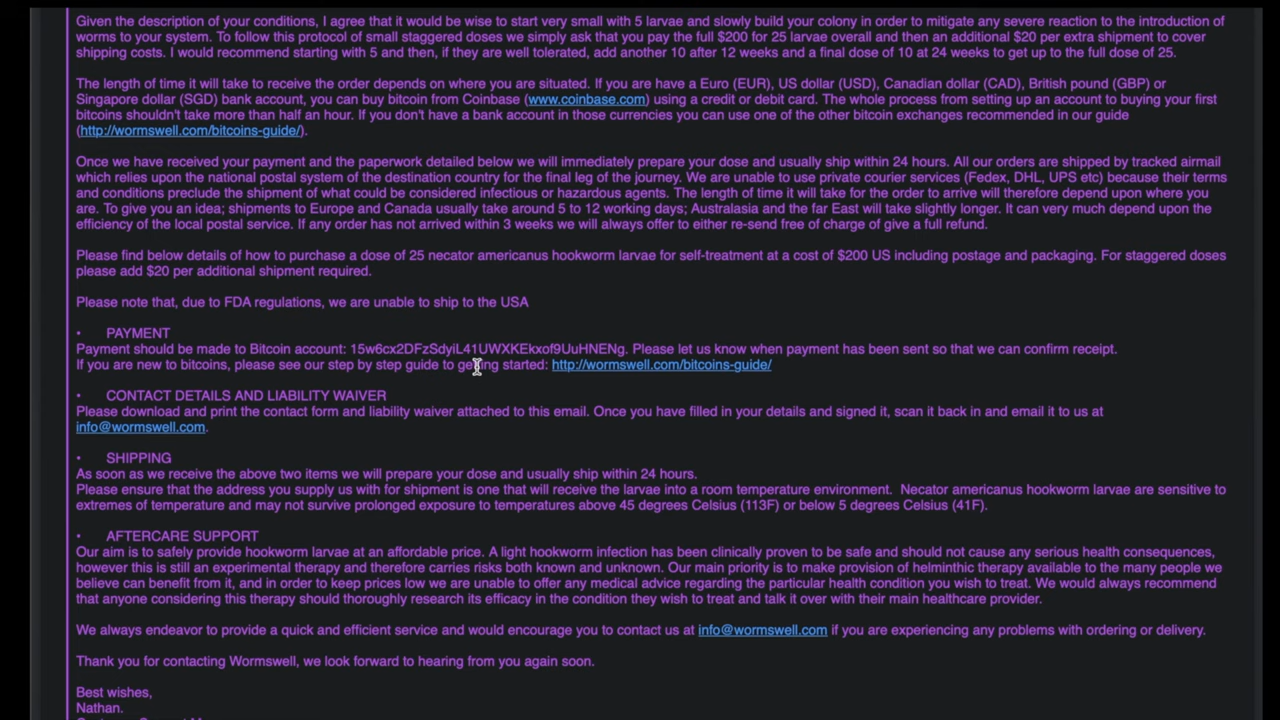 Given the description of your conditions, I agree that it would be wise to start very small with 5 larvae and slowly build your colony in order to mitigate any severe reaction to the introduction of
worms to your system. To follow this protocol of small staggered doses we simply ask that you pay the full $200 for 25 larvae overall and then an additional $20 per extra shipment to cover
shipping costs. I would recommend starting with 5 and then, if they are well tolerated, add another 10 after 12 weeks and a final dose of 10 at 24 weeks to get up to the full dose of 25.
The length of time it will take to receive the order depends on where you are situated. If you are have a Euro (EUR), US dollar (USD), Canadian dollar (CAD), British pound (GBP) or
Singapore dollar (SGD) bank account, you can buy bitcoin from Coinbase (www.coinbase.com) using a credit or debit card. The whole process from setting up an account to buying your first
bitcoins shouldn't take more than half an hour. If you don't have a bank account in those currencies you can use one of the other bitcoin exchanges recommended in our guide
(http://wormswell.com/bitcoins-guide/).
Once we have received your payment and the paperwork detailed below we will immediately prepare your dose and usually ship within 24 hours. All our orders are shipped by tracked airmail
which relies upon the national postal system of the destination country for the final leg of the journey. We are unable to use private courier services (Fedex, DHL, UPS etc) because their terms
and conditions preclude the shipment of what could be considered infectious or hazardous agents. The length of time it will take for the order to arrive will therefore depend upon where you
are. To give you an idea; shipments to Europe and Canada usually take around 5 to 12 working days; Australasia and the far East will take slightly longer. It can very much depend upon the
efficiency of the local postal service. If any order has not arrived within 3 weeks we will always offer to either re-send free of charge of give a full refund.
Please find below details of how to purchase a dose of 25 necator americanus hookworm larvae for self-treatment at a cost of $200 US including postage and packaging. For staggered doses
please add $20 per additional shipment required.
Please note that, due to FDA regulations, we are unable to ship to the USA
• PAYMENT
Payment should be made to Bitcoin account: 15w6cx2DFzSdyiL41UWXKEkxof9UuHNENg. Please let us know when payment has been sent so that we can confirm receipt.
If you are new to bitcoins, please see our step by step guide to getting started: http://wormswell.com/bitcoins-guide/
• CONTACT DETAILS AND LIABILITY WAIVER
Please download and print the contact form and liability waiver attached to this email. Once you have filled in your details and signed it, scan it back in and email it to us at
info@wormswell.com.
• SHIPPING
As soon as we receive the above two items we will prepare your dose and usually ship within 24 hours.
Please ensure that the address you supply us with for shipment is one that will receive the larvae into a room temperature environment. Necator americanus hookworm larvae are sensitive to
extremes of temperature and may not survive prolonged exposure to temperatures above 45 degrees Celsius (113F) or below 5 degrees Celsius (41F).
• AFTERCARE SUPPORT
Our aim is to safely provide hookworm larvae at an affordable price. A light hookworm infection has been clinically proven to be safe and should not cause any serious health consequences,
however this is still an experimental therapy and therefore carries risks both known and unknown. Our main priority is to make provision of helminthic therapy available to the many people we
believe can benefit from it, and in order to keep prices low we are unable to offer any medical advice regarding the particular health condition you wish to treat. We would always recommend
that anyone considering this therapy should thoroughly research its efficacy in the condition they wish to treat and talk it over with their main healthcare provider.
We always endeavor to provide a quick and efficient service and would encourage you to contact us at info@wormswell.com if you are experiencing any problems with ordering or delivery.
Thank you for contacting Wormswell, we look forward to hearing from you again soon.
Best wishes,
Nathan.